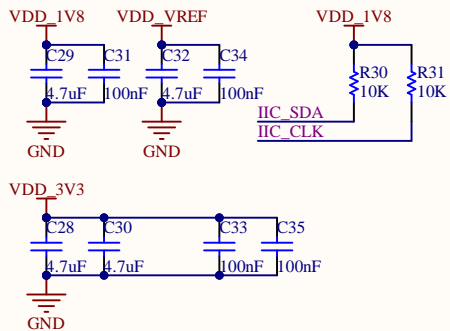 VDD_1V8 VDD_VREF VDD_1V8
C29 C31 C32 C34
R30 R31
4.7uF 100nF 4.7uF 100nF
10K 10K
IIC_SDA
IIC_CLK
GND GND
VDD_3V3
C28 C30 C33 C35
4.7uF 4.7uF 100nF 100nF
GND